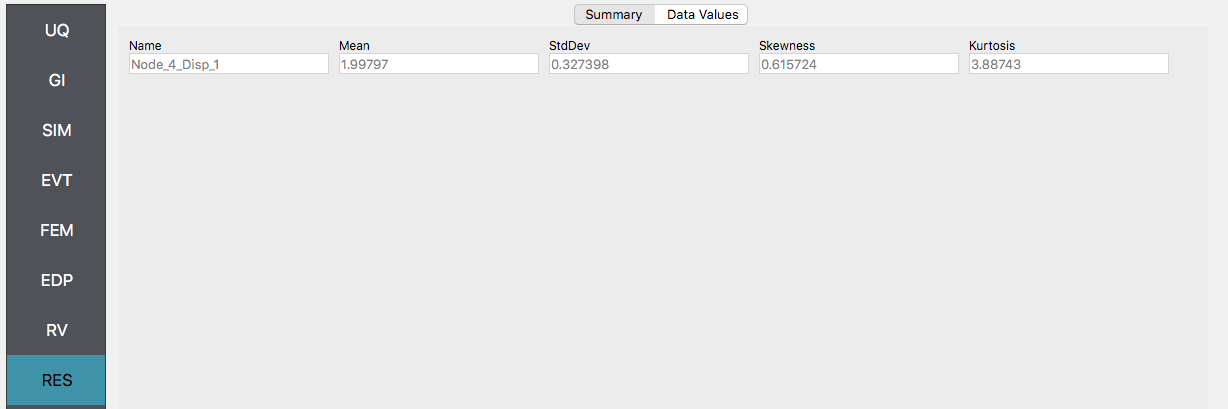 UQ
GI
SIM
EVT
FEM
EDP
RV
RES
Summary Data Values
Name Mean StdDev Skewness Kurtosis
Node_4_Disp_1 1.99797 0.327398 0.615724 3.88743